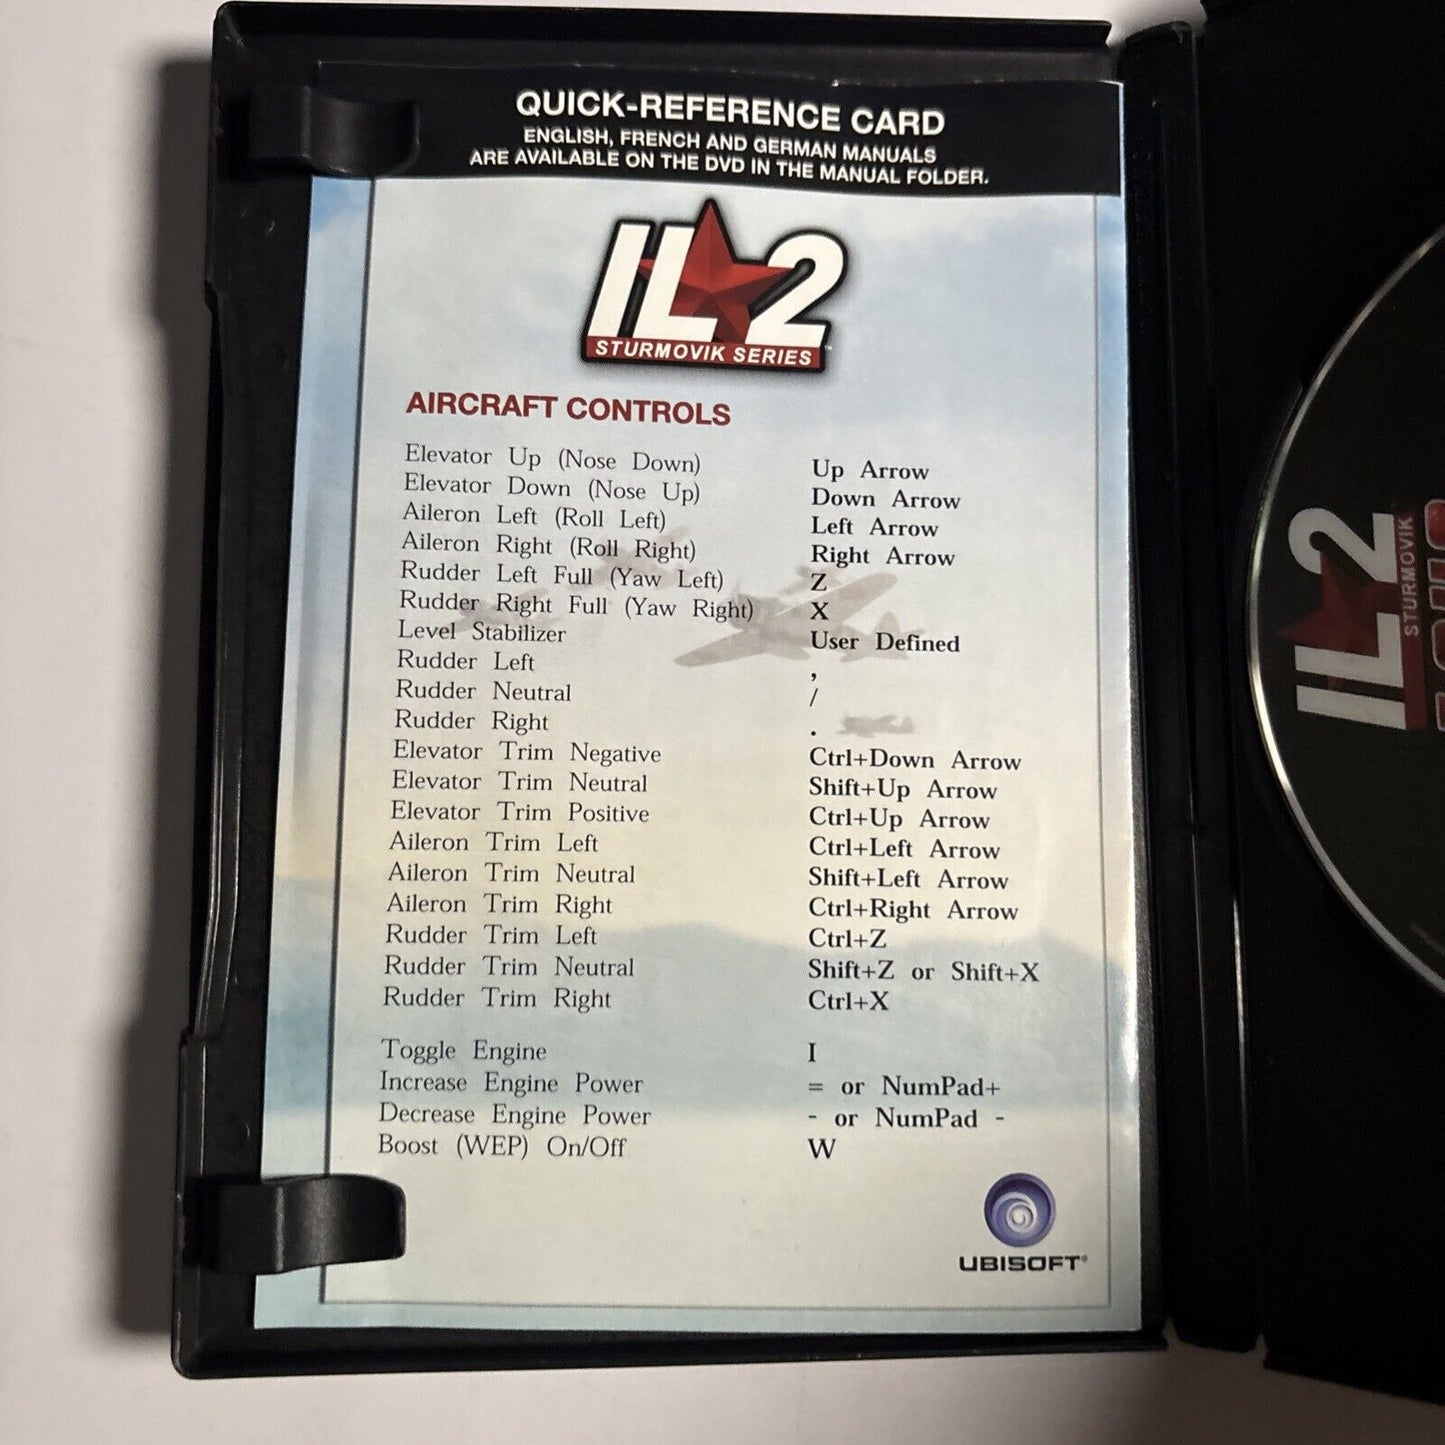 QUICK-REFERENCE CARD
ENGLISH, FRENCH AND GERMAN MANUALS
ARE AVAILABLE ON THE DVD IN THE MANUAL FOLDER.
IL 2
STURMOVIK SERIES
AIRCRAFT CONTROLS
Elevator Up (Nose Down) Up Arrow
Elevator Down (Nose Up) Down Arrow
Aileron Left (Roll Left) Left Arrow
Aileron Right (Roll Right) Right Arrow
Rudder Left Full (Yaw Left) Z
Rudder Right Full (Yaw Right) X
Level Stabilizer User Defined
Rudder Left ,
Rudder Neutral /
Rudder Right .
Elevator Trim Negative Ctrl+Down Arrow
Elevator Trim Neutral Shift+Up Arrow
Elevator Trim Positive Ctrl+Up Arrow
Aileron Trim Left Ctrl+Left Arrow
Aileron Trim Neutral Shift+Left Arrow
Aileron Trim Right Ctrl+Right Arrow
Rudder Trim Left Ctrl+Z
Rudder Trim Neutral Shift+Z or Shift+X
Rudder Trim Right Ctrl+X
Toggle Engine I
Increase Engine Power = or NumPad+
Decrease Engine Power - or NumPad -
Boost (WEP) On/Off W
UBISOFT®
IL 2
STURMOVIK